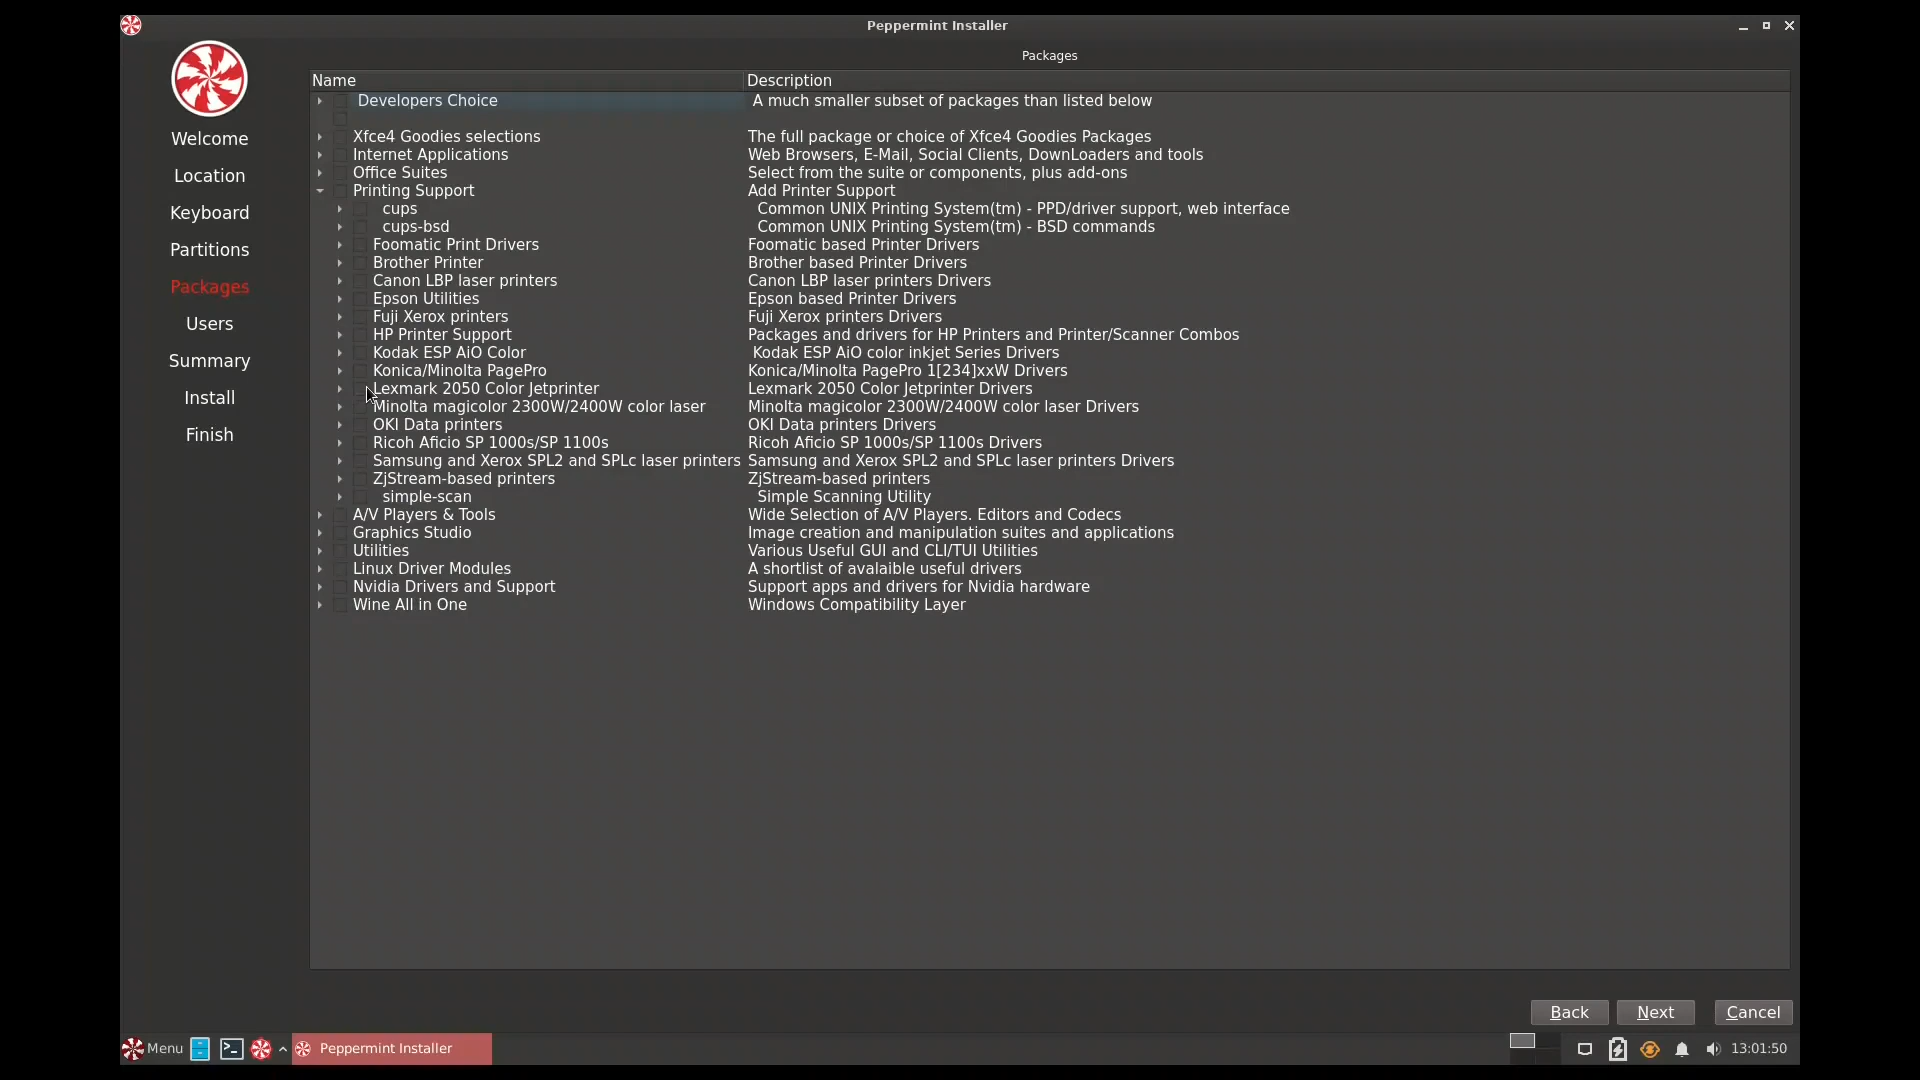 Peppermint Installer
Packages
Name Description
Developers Choice A much smaller subset of packages than listed below
Xfce4 Goodies selections The full package or choice of Xfce4 Goodies Packages
Internet Applications Web Browsers, E-Mail, Social Clients, DownLoaders and tools
Office Suites Select from the suite or components, plus add-ons
Printing Support Add Printer Support
cups Common UNIX Printing System(tm) - PPD/driver support, web interface
cups-bsd Common UNIX Printing System(tm) - BSD commands
Foomatic Print Drivers Foomatic based Printer Drivers
Brother Printer Brother based Printer Drivers
Canon LBP laser printers Canon LBP laser printers Drivers
Epson Utilities Epson based Printer Drivers
Fuji Xerox printers Fuji Xerox printers Drivers
HP Printer Support Packages and drivers for HP Printers and Printer/Scanner Combos
Kodak ESP AiO Color Kodak ESP AiO color inkjet Series Drivers
Konica/Minolta PagePro Konica/Minolta PagePro 1[234]xxW Drivers
Lexmark 2050 Color Jetprinter Lexmark 2050 Color Jetprinter Drivers
Minolta magicolor 2300W/2400W color laser Minolta magicolor 2300W/2400W color laser Drivers
OKI Data printers OKI Data printers Drivers
Ricoh Aficio SP 1000s/SP 1100s Ricoh Aficio SP 1000s/SP 1100s Drivers
Samsung and Xerox SPL2 and SPLc laser printers Samsung and Xerox SPL2 and SPLc laser printers Drivers
ZjStream-based printers ZjStream-based printers
simple-scan Simple Scanning Utility
A/V Players & Tools Wide Selection of A/V Players. Editors and Codecs
Graphics Studio Image creation and manipulation suites and applications
Utilities Various Useful GUI and CLI/TUI Utilities
Linux Driver Modules A shortlist of avalaible useful drivers
Nvidia Drivers and Support Support apps and drivers for Nvidia hardware
Wine All in One Windows Compatibility Layer
Welcome
Location
Keyboard
Partitions
Packages
Users
Summary
Install
Finish
Back Next Cancel
Menu Peppermint Installer 13:01:50